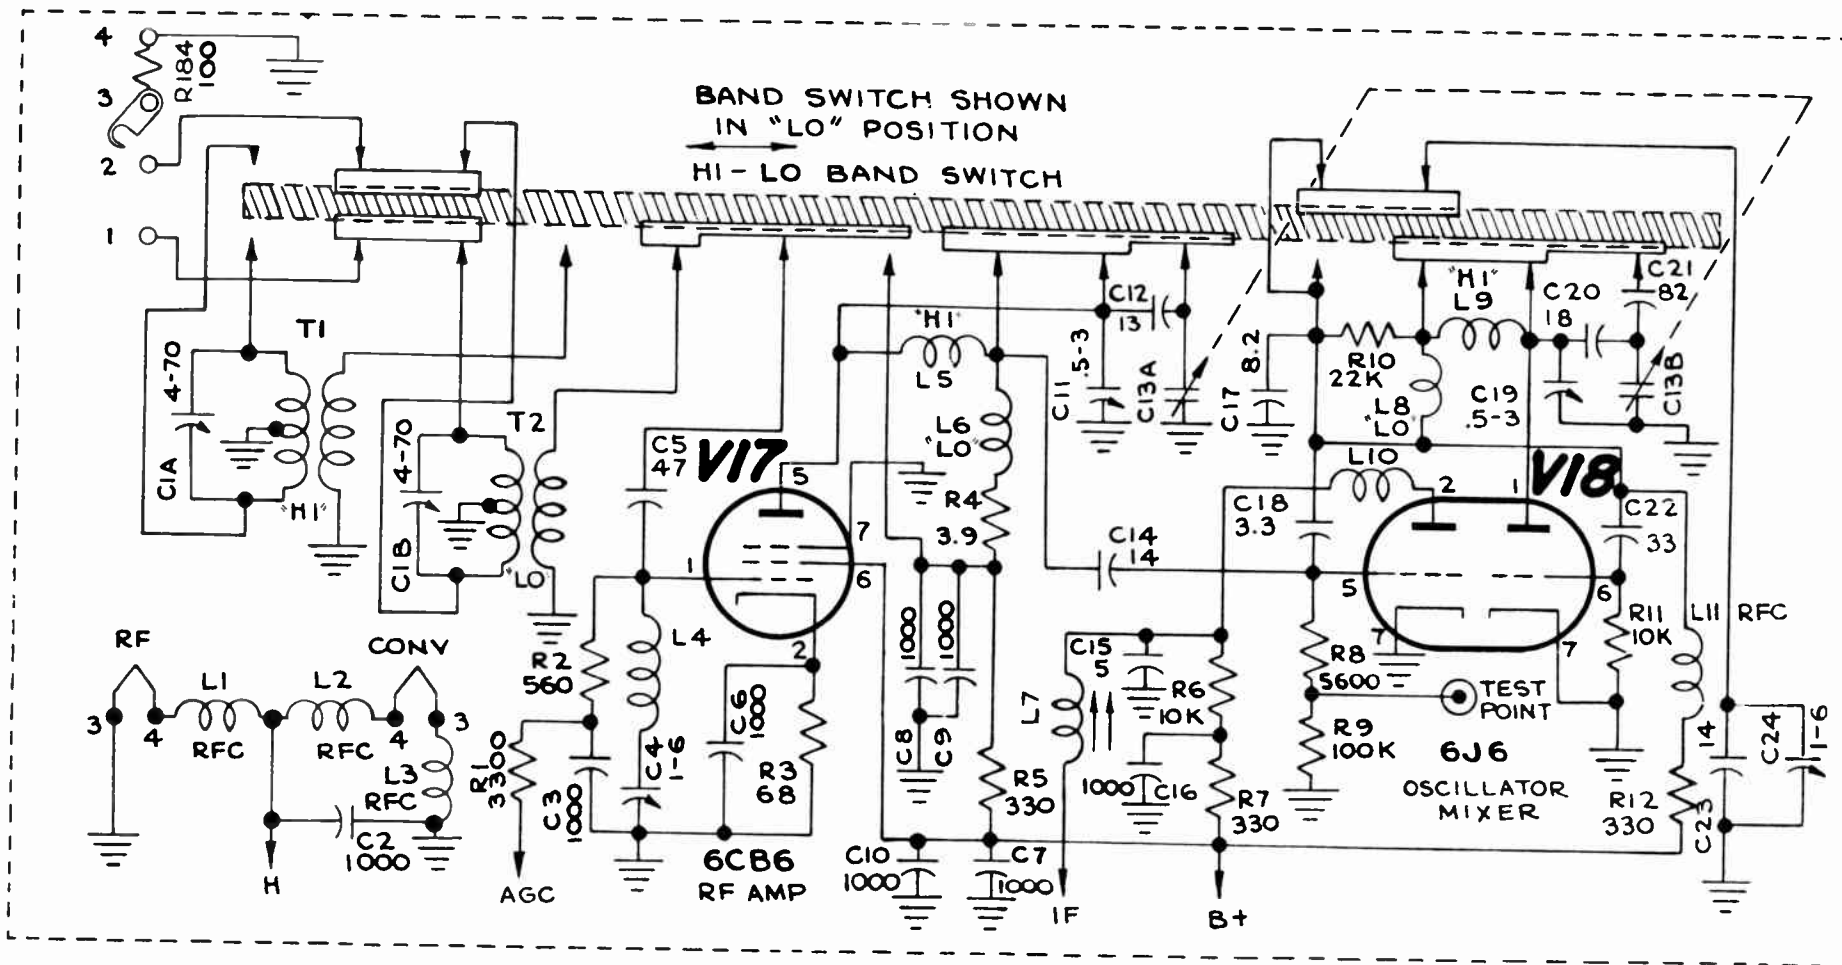 4
R184
100
3
2
1
BAND SWITCH SHOWN
IN "LO" POSITION
HI-LO BAND SWITCH
T1
4-70
C1A
"HI"
T2
4-70
C1B
"LO"
C5
47
V17
5
7
6
1
2
"HI"
L5
L6
"LO"
R4
3.9
C12
13
C11
.5-3
C13A
C14
14
C17
8.2
R10
22K
"HI"
L9
L8
"LO"
C20
18
C21
82
C19
.5-3
C13B
L10
C18
3.3
V18
2
1
5
6
7
7
C22
33
R11
10K
L11 RFC
RF
CONV
L1
RFC
L2
RFC
3
4
4
3
L3
RFC
C2
1000
H
R2
560
R1
3300
AGC
L4
C3
1000
C4
1-6
C6
1000
R3
68
6CB6
RF AMP
1000
1000
C8
C9
R5
330
C10
1000
C7
1000
L7
C15
5
R6
10K
1000
C16
R7
330
IF
B+
R8
5600
R9
100K
TEST
POINT
6J6
OSCILLATOR
MIXER
R12
330
14
C23
C24
1-6